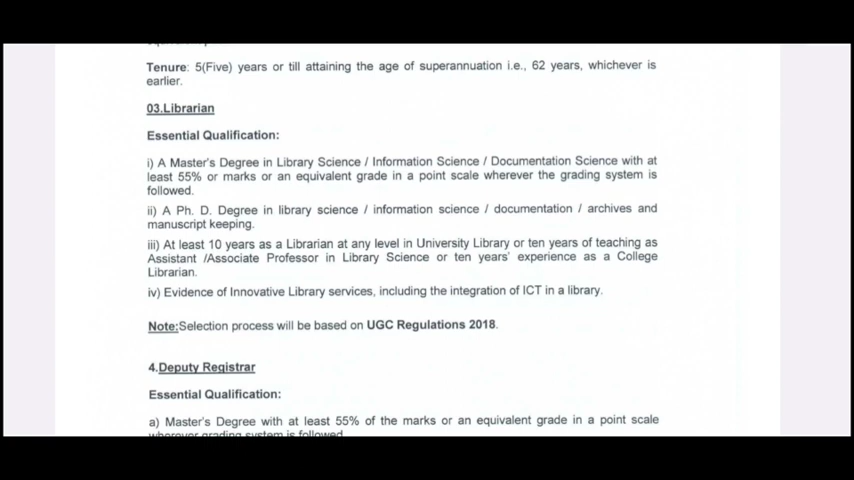 Tenure: 5(Five) years or till attaining the age of superannuation i.e., 62 years, whichever is
earlier.
03.Librarian
Essential Qualification:
i) A Master's Degree in Library Science / Information Science / Documentation Science with at
least 55% or marks or an equivalent grade in a point scale wherever the grading system is
followed.
ii) A Ph. D. Degree in library science / information science / documentation / archives and
manuscript keeping.
iii) At least 10 years as a Librarian at any level in University Library or ten years of teaching as
Assistant /Associate Professor in Library Science or ten years' experience as a College
Librarian.
iv) Evidence of Innovative Library services, including the integration of ICT in a library.
Note:Selection process will be based on UGC Regulations 2018.
4.Deputy Registrar
Essential Qualification:
a) Master's Degree with at least 55% of the marks or an equivalent grade in a point scale
wherever grading system is followed